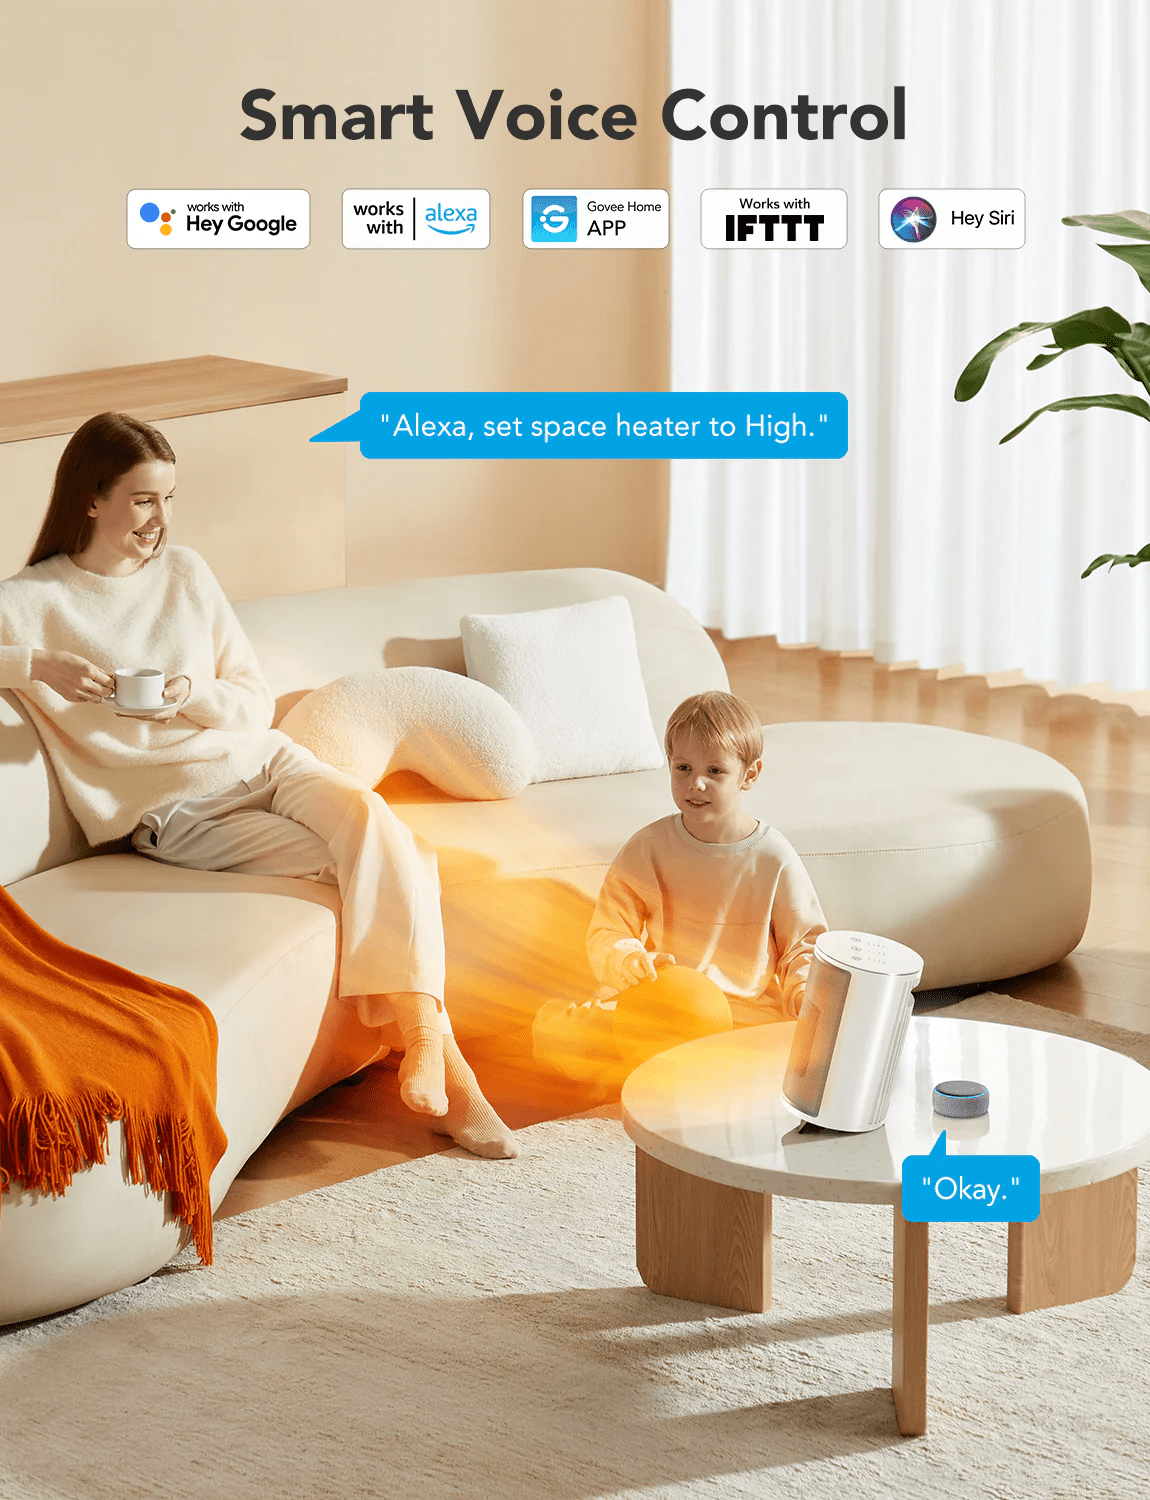 Smart Voice Control
works with
Hey Google
works
with
alexa
Govee Home
APP
Works with
IFTTT
Hey Siri
"Alexa, set space heater to High."
"Okay."